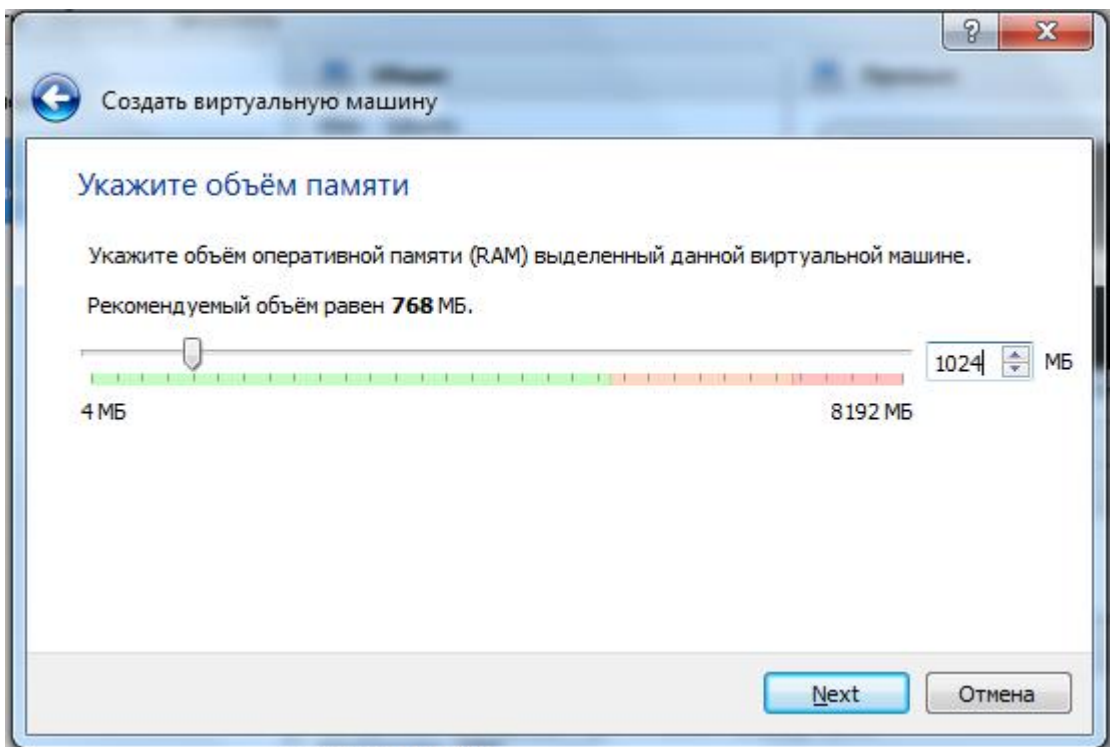 Создать виртуальную машину
Укажите объём памяти
Укажите объём оперативной памяти (RAM) выделенный данной виртуальной машине.
Рекомендуемый объём равен 768 МБ.
1024 МБ
4 МБ 8192 МБ
Next Отмена